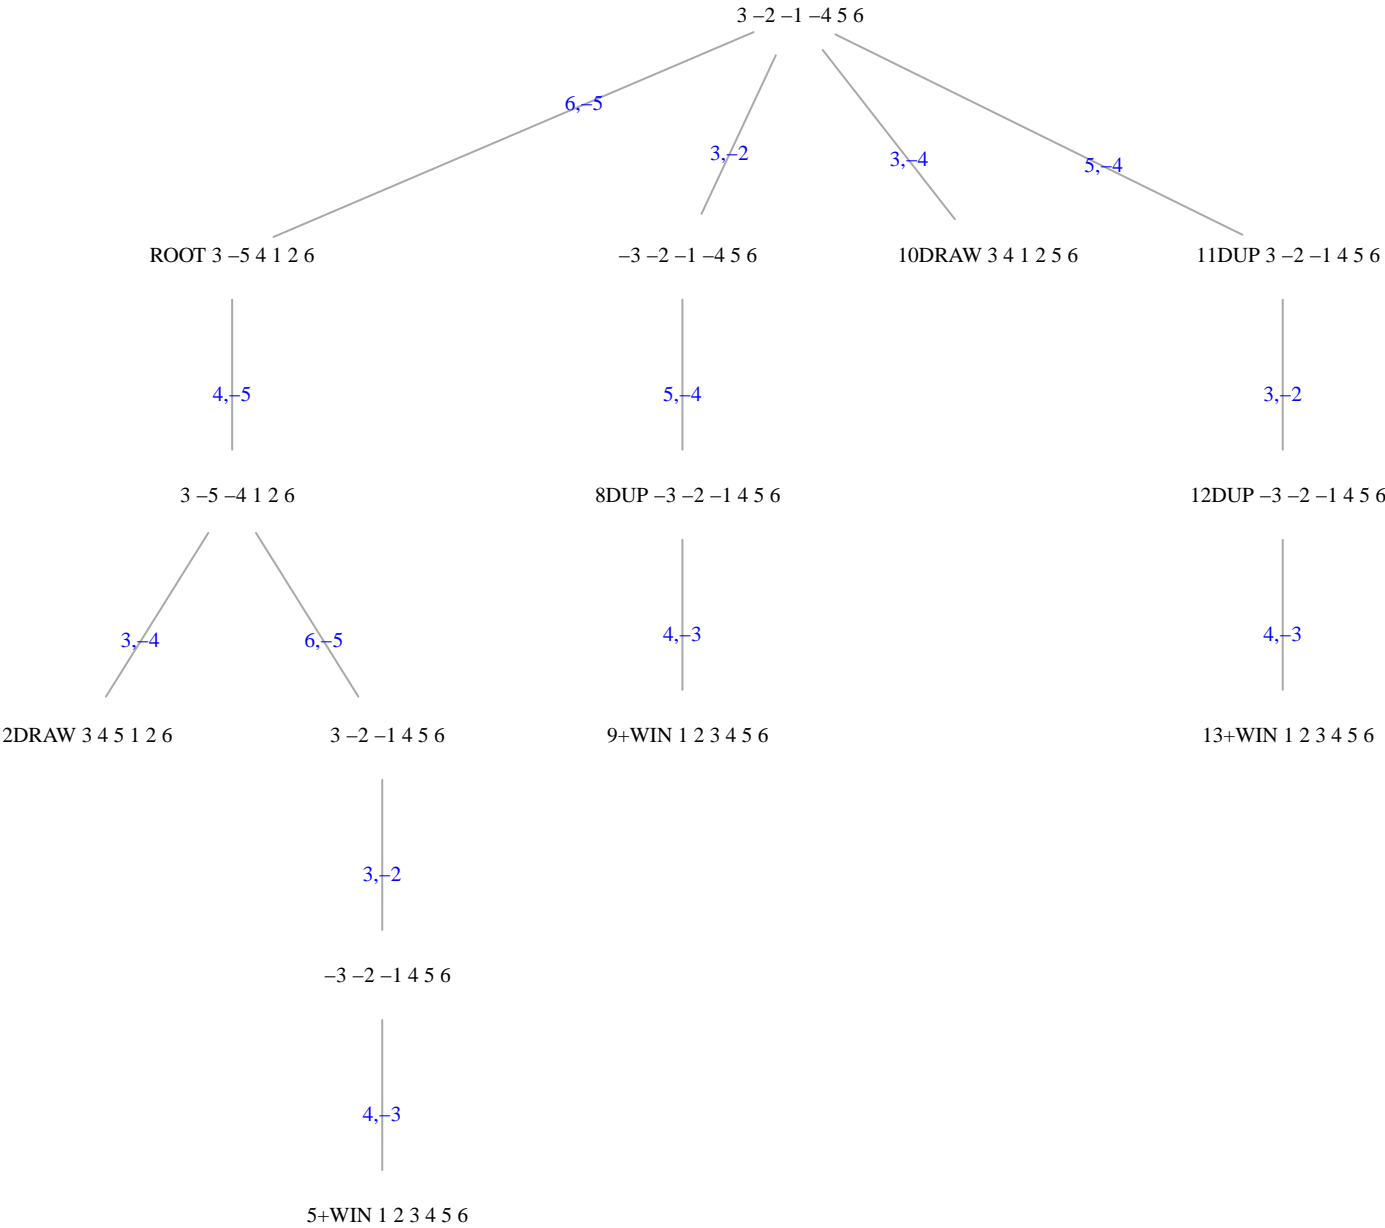 3 –2 –1 –4 5 6
6,–5
3,–2
3,–4
5,–4
ROOT 3 –5 4 1 2 6
–3 –2 –1 –4 5 6
10DRAW 3 4 1 2 5 6
11DUP 3 –2 –1 4 5 6
4,–5
5,–4
3,–2
3 –5 –4 1 2 6
8DUP –3 –2 –1 4 5 6
12DUP –3 –2 –1 4 5 6
3,–4
6,–5
4,–3
4,–3
2DRAW 3 4 5 1 2 6
3 –2 –1 4 5 6
9+WIN 1 2 3 4 5 6
13+WIN 1 2 3 4 5 6
3,–2
–3 –2 –1 4 5 6
4,–3
5+WIN 1 2 3 4 5 6